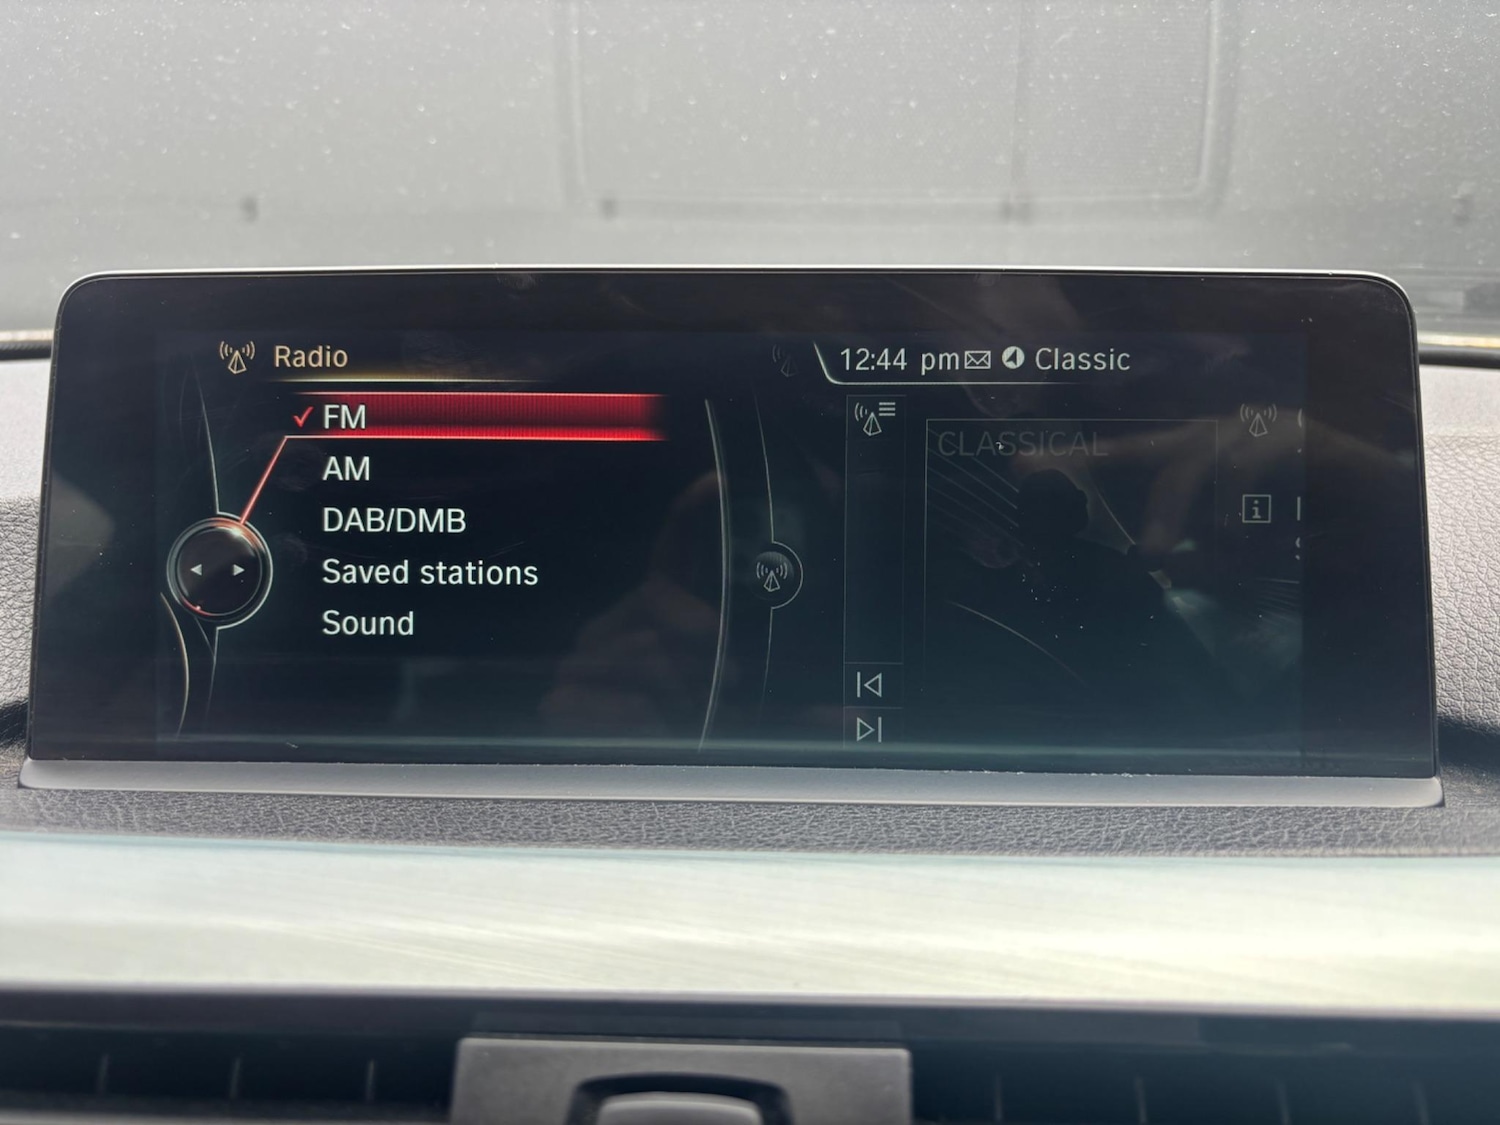 Radio
12:44 pm Classic
FM
AM
DAB/DMB
Saved stations
Sound
CLASSICAL